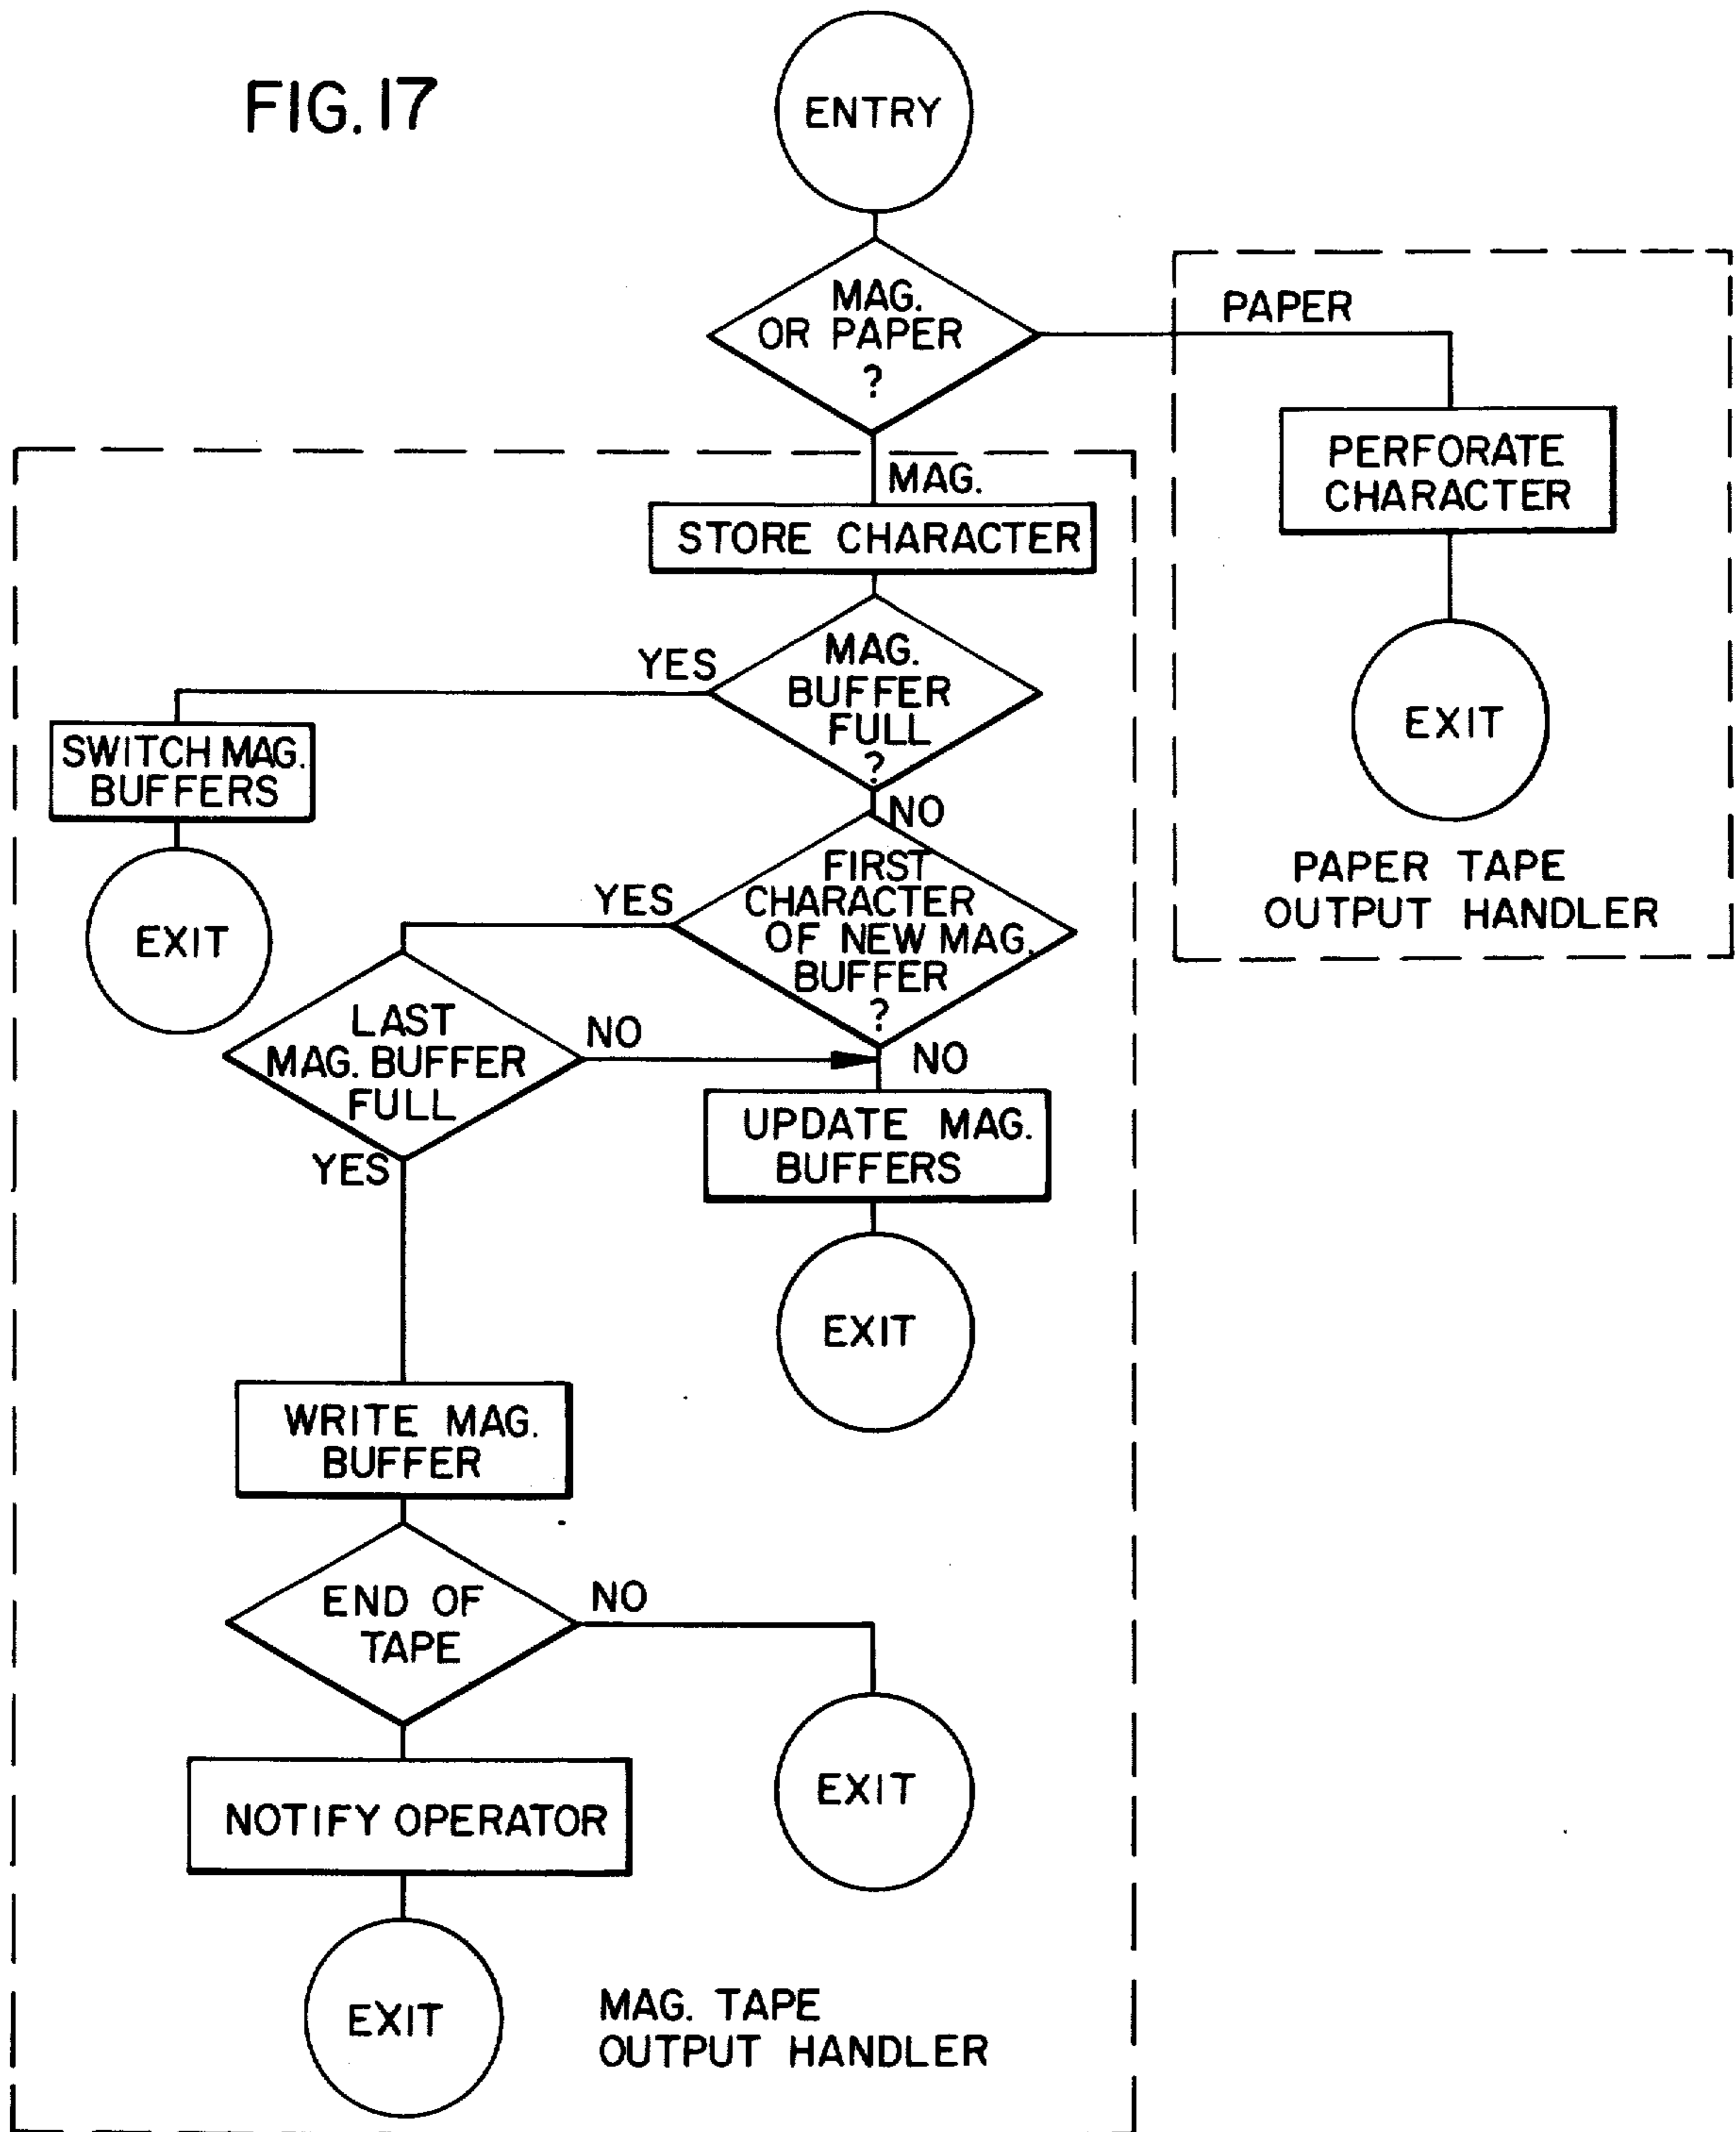 FIG. 17
ENTRY
MAG.
OR PAPER
?
PAPER
PERFORATE
CHARACTER
EXIT
PAPER TAPE
OUTPUT HANDLER
MAG.
STORE CHARACTER
MAG.
BUFFER
FULL
?
YES
SWITCH MAG.
BUFFERS
EXIT
NO
FIRST
CHARACTER
OF NEW MAG.
BUFFER
?
YES
LAST
MAG. BUFFER
FULL
NO
NO
UPDATE MAG.
BUFFERS
EXIT
YES
WRITE MAG.
BUFFER
END OF
TAPE
NO
EXIT
NOTIFY OPERATOR
EXIT
MAG. TAPE
OUTPUT HANDLER